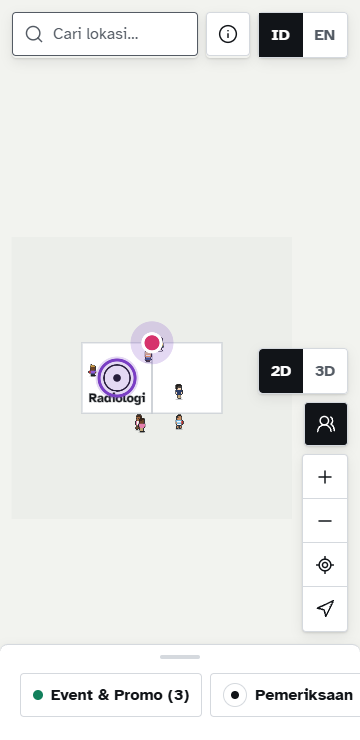 Cari lokasi...
ID
EN
2D
3D
Radiologi
Event & Promo (3)
Pemeriksaan